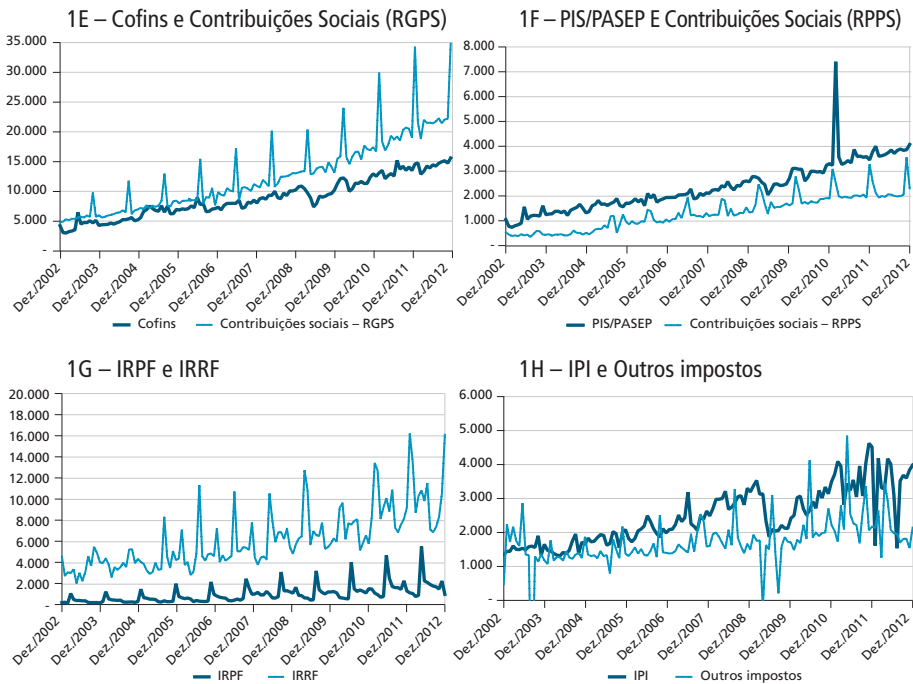 1E – Cofins e Contribuições Sociais (RGPS)
35.000
30.000
25.000
20.000
15.000
10.000
5.000
-
Dez./2002
Dez./2003
Dez./2004
Dez./2005
Dez./2006
Dez./2007
Dez./2008
Dez./2009
Dez./2010
Dez./2011
Dez./2012
Cofins
Contribuições sociais – RGPS
1F – PIS/PASEP E Contribuições Sociais (RPPS)
8.000
7.000
6.000
5.000
4.000
3.000
2.000
1.000
-
Dez./2002
Dez./2003
Dez./2004
Dez./2005
Dez./2006
Dez./2007
Dez./2008
Dez./2009
Dez./2010
Dez./2011
Dez./2012
PIS/PASEP
Contribuições sociais – RPPS
1G – IRPF e IRRF
20.000
18.000
16.000
14.000
12.000
10.000
8.000
6.000
4.000
2.000
-
Dez./2002
Dez./2003
Dez./2004
Dez./2005
Dez./2006
Dez./2007
Dez./2008
Dez./2009
Dez./2010
Dez./2011
Dez./2012
IRPF
IRRF
1H – IPI e Outros impostos
6.000
5.000
4.000
3.000
2.000
1.000
-
Dez./2002
Dez./2003
Dez./2004
Dez./2005
Dez./2006
Dez./2007
Dez./2008
Dez./2009
Dez./2010
Dez./2011
Dez./2012
IPI
Outros impostos